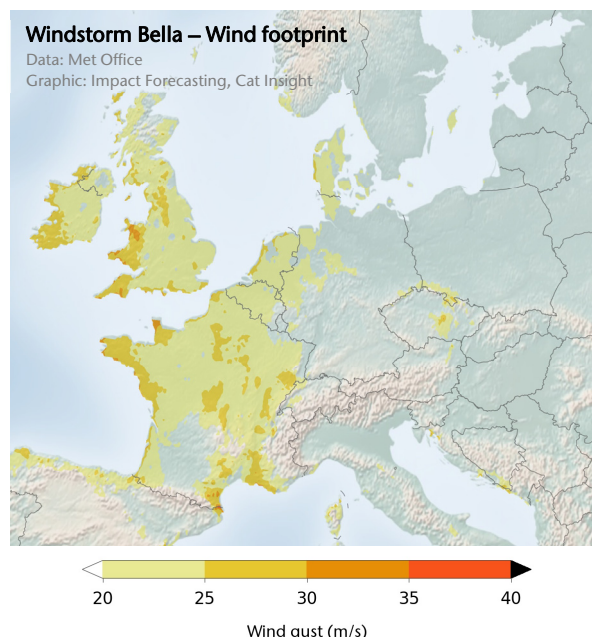 Windstorm Bella – Wind footprint
Data: Met Office
Graphic: Impact Forecasting, Cat Insight
20 25 30 35 40
Wind gust (m/s)